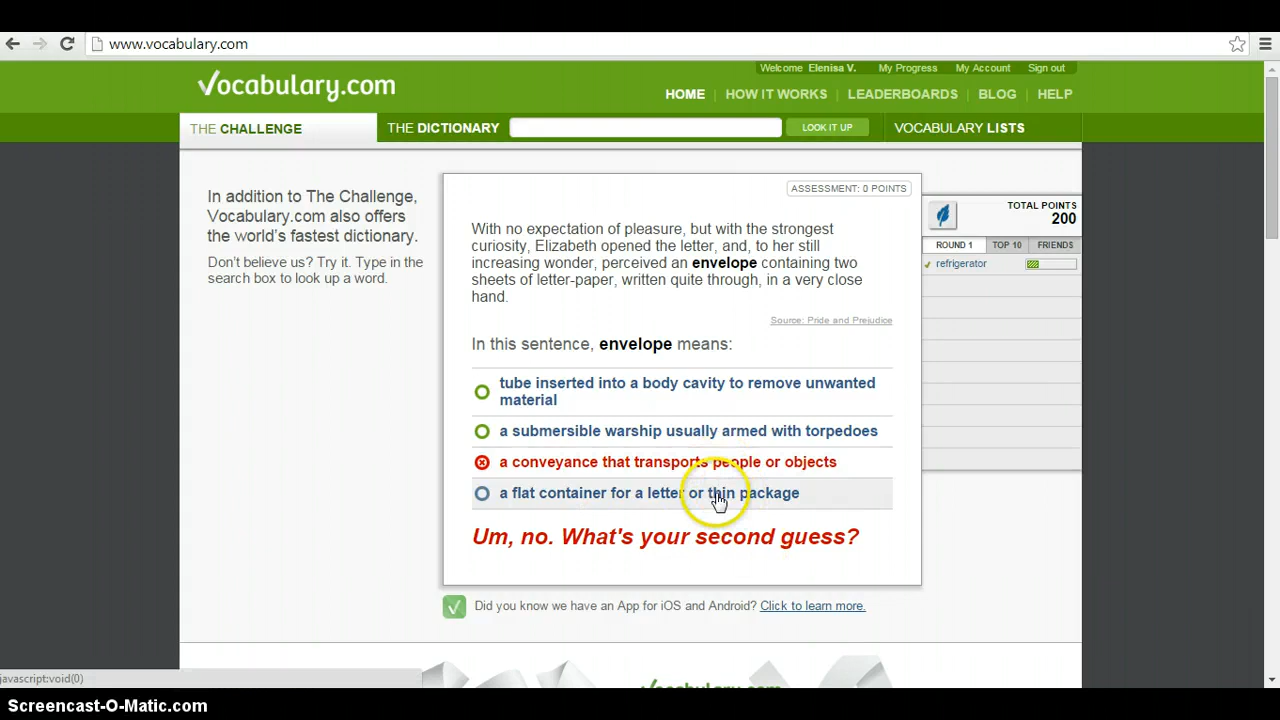 www.vocabulary.com
Welcome Elenisa V. My Progress My Account Sign out
Vocabulary.com
HOME | HOW IT WORKS | LEADERBOARDS | BLOG | HELP
THE CHALLENGE THE DICTIONARY LOOK IT UP VOCABULARY LISTS
In addition to The Challenge,
Vocabulary.com also offers
the world's fastest dictionary.
Don't believe us? Try it. Type in the
search box to look up a word.
ASSESSMENT: 0 POINTS
With no expectation of pleasure, but with the strongest
curiosity, Elizabeth opened the letter, and, to her still
increasing wonder, perceived an envelope containing two
sheets of letter-paper, written quite through, in a very close
hand.
Source: Pride and Prejudice
In this sentence, envelope means:
tube inserted into a body cavity to remove unwanted
material
a submersible warship usually armed with torpedoes
a conveyance that transports people or objects
a flat container for a letter or thin package
Um, no. What's your second guess?
TOTAL POINTS
200
ROUND 1 TOP 10 FRIENDS
refrigerator
Did you know we have an App for iOS and Android? Click to learn more.
javascript:void(0)
Vocabulary.com
Screencast-O-Matic.com